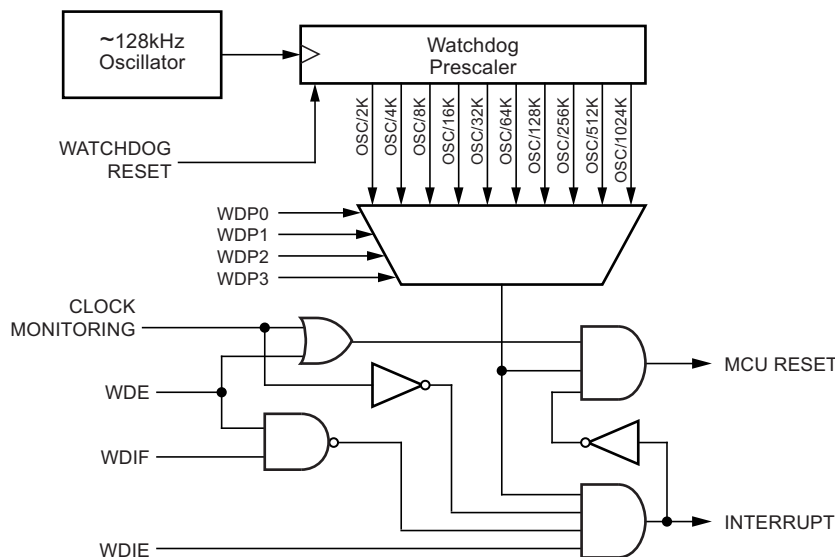 ~128kHz
Oscillator
Watchdog
Prescaler
WATCHDOG
RESET
OSC/2K
OSC/4K
OSC/8K
OSC/16K
OSC/32K
OSC/64K
OSC/128K
OSC/256K
OSC/512K
OSC/1024K
WDP0
WDP1
WDP2
WDP3
CLOCK
MONITORING
WDE
WDIF
WDIE
MCU RESET
INTERRUPT